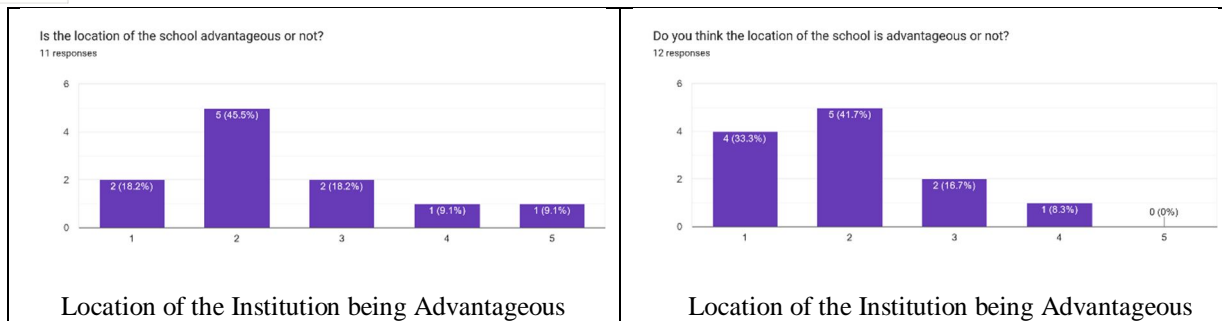 Is the location of the school advantageous or not?
11 responses
6
4
2
0
2 (18.2%)
5 (45.5%)
2 (18.2%)
1 (9.1%)
1 (9.1%)
1 2 3 4 5
Location of the Institution being Advantageous
Do you think the location of the school is advantageous or not?
12 responses
6
4
2
0
4 (33.3%)
5 (41.7%)
2 (16.7%)
1 (8.3%)
0 (0%)
1 2 3 4 5
Location of the Institution being Advantageous